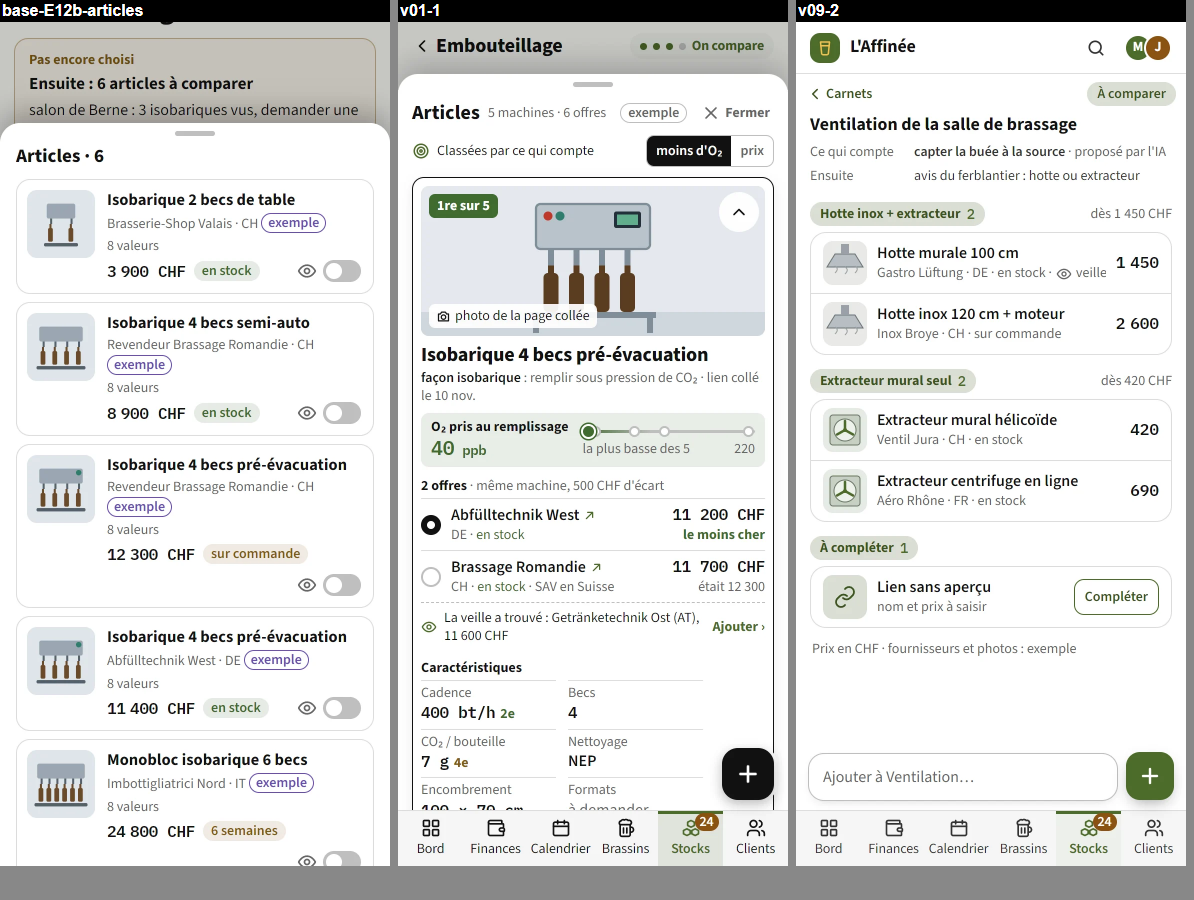 base-E12b-articles
Pas encore choisi
Ensuite : 6 articles à comparer
salon de Berne : 3 isobariques vus, demander une
Articles · 6
Isobarique 2 becs de table
Brasserie-Shop Valais · CH exemple
8 valeurs
3 900 CHF en stock
Isobarique 4 becs semi-auto
Revendeur Brassage Romandie · CH
exemple
8 valeurs
8 900 CHF en stock
Isobarique 4 becs pré-évacuation
Revendeur Brassage Romandie · CH
exemple
8 valeurs
12 300 CHF sur commande
Isobarique 4 becs pré-évacuation
Abfülltechnik West · DE exemple
8 valeurs
11 400 CHF en stock
Monobloc isobarique 6 becs
Imbottigliatrici Nord · IT exemple
8 valeurs
24 800 CHF 6 semaines
v01-1
Embouteillage On compare
Articles 5 machines · 6 offres exemple Fermer
Classées par ce qui compte moins d'O₂ prix
1re sur 5
photo de la page collée
Isobarique 4 becs pré-évacuation
façon isobarique : remplir sous pression de CO₂ · lien collé
le 10 nov.
O₂ pris au remplissage
40 ppb la plus basse des 5 220
2 offres · même machine, 500 CHF d'écart
Abfülltechnik West ↗ 11 200 CHF
DE · en stock le moins cher
Brassage Romandie ↗ 11 700 CHF
CH · en stock · SAV en Suisse était 12 300
La veille a trouvé : Getränketechnik Ost (AT),
11 600 CHF Ajouter ›
Caractéristiques
Cadence Becs
400 bt/h 2e 4
CO₂ / bouteille Nettoyage
7 g 4e NEP
Encombrement Formats
100 x 70 cm à demander
+
24
Bord Finances Calendrier Brassins Stocks Clients
v09-2
L'Affinée M J
Carnets À comparer
Ventilation de la salle de brassage
Ce qui compte capter la buée à la source · proposé par l'IA
Ensuite avis du ferblantier : hotte ou extracteur
Hotte inox + extracteur 2 dès 1 450 CHF
Hotte murale 100 cm 1 450
Gastro Lüftung · DE · en stock · veille
Hotte inox 120 cm + moteur 2 600
Inox Broye · CH · sur commande
Extracteur mural seul 2 dès 420 CHF
Extracteur mural hélicoïde 420
Ventil Jura · CH · en stock
Extracteur centrifuge en ligne 690
Aéro Rhône · FR · en stock
À compléter 1
Lien sans aperçu Compléter
nom et prix à saisir
Prix en CHF · fournisseurs et photos : exemple
Ajouter à Ventilation… +
24
Bord Finances Calendrier Brassins Stocks Clients